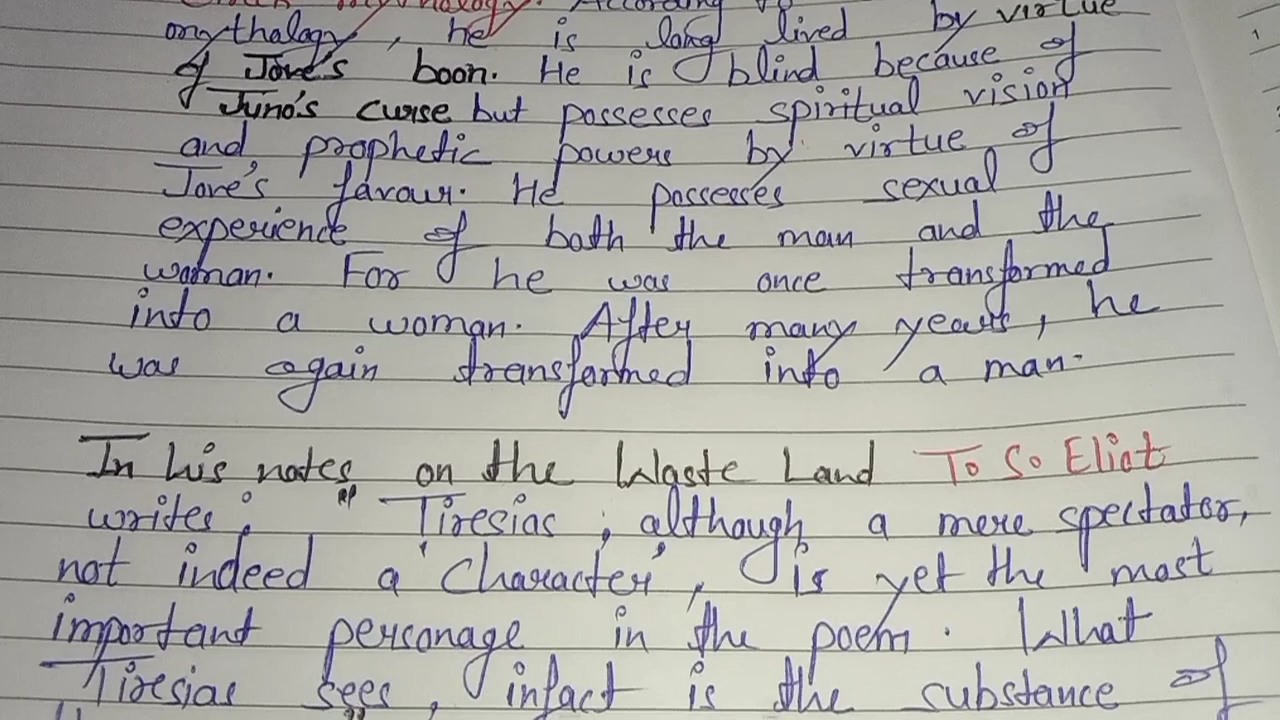 Greek mythology. According to
mythalagy, he is long lived by virtue
of Jove's boon. He is blind because of
Juno's curse but possesses spiritual vision
and prophetic powers by virtue of
Jove's favour. He possesses sexual
experience of both the man and the
woman. For he was once transformed
into a woman. After many years, he
was again transformed into a man.
In his notes on the Waste Land T. S. Eliot
writes: " Tiresias, although a mere spectator,
not indeed a 'character', is yet the most
important personage in the poem. What
Tiresias sees, infact is the substance of